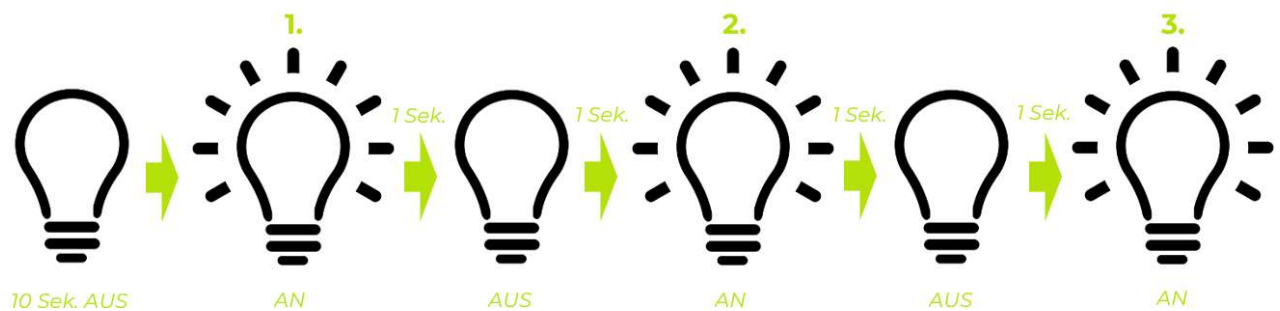 1.
2.
3.
1 Sek.
1 Sek.
1 Sek.
1 Sek.
10 Sek. AUS
AN
AUS
AN
AUS
AN